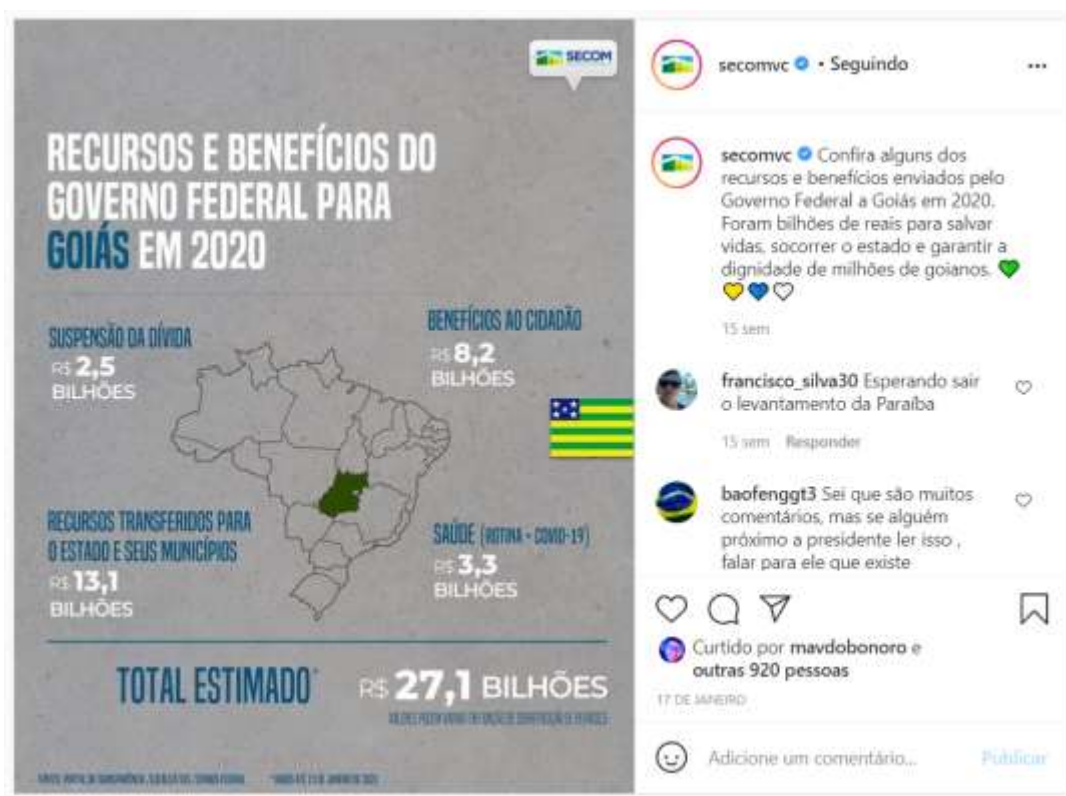 SECOM
RECURSOS E BENEFÍCIOS DO
GOVERNO FEDERAL PARA
GOIÁS EM 2020
SUSPENSÃO DA DÍVIDA
R$ 2,5
BILHÕES
BENEFÍCIOS AO CIDADÃO
R$ 8,2
BILHÕES
RECURSOS TRANSFERIDOS PARA
O ESTADO E SEUS MUNICÍPIOS
R$ 13,1
BILHÕES
SAÚDE (ROTINA + COVID-19)
R$ 3,3
BILHÕES
TOTAL ESTIMADO*
R$ 27,1 BILHÕES
secomvc • Seguindo
secomvc Confira alguns dos
recursos e benefícios enviados pelo
Governo Federal a Goiás em 2020.
Foram bilhões de reais para salvar
vidas, socorrer o estado e garantir a
dignidade de milhões de goianos.
15 sem
francisco_silva30 Esperando sair
o levantamento da Paraíba
15 sem Responder
baofenggt3 Sei que são muitos
comentários, mas se alguém
próximo a presidente ler isso ,
falar para ele que existe
Curtido por mavdobonoro e
outras 920 pessoas
17 DE JANEIRO
Adicione um comentário... Publicar